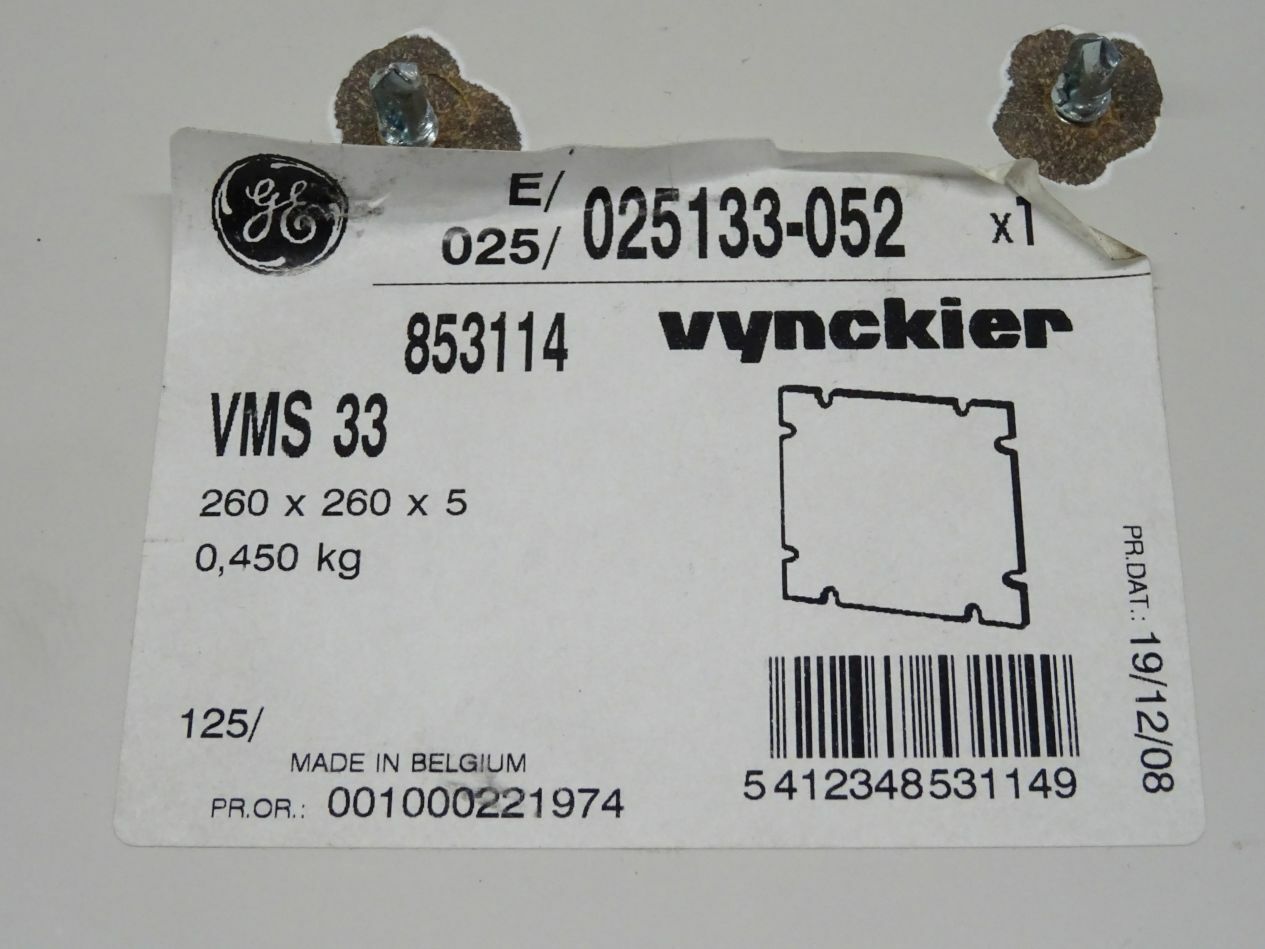 GE
E/
025/ 025133-052 x1
853114 vynckier
VMS 33
260 x 260 x 5
0,450 kg
PR.DAT.: 19/12/08
125/
MADE IN BELGIUM
PR.OR.: 001000221974
5412348531149